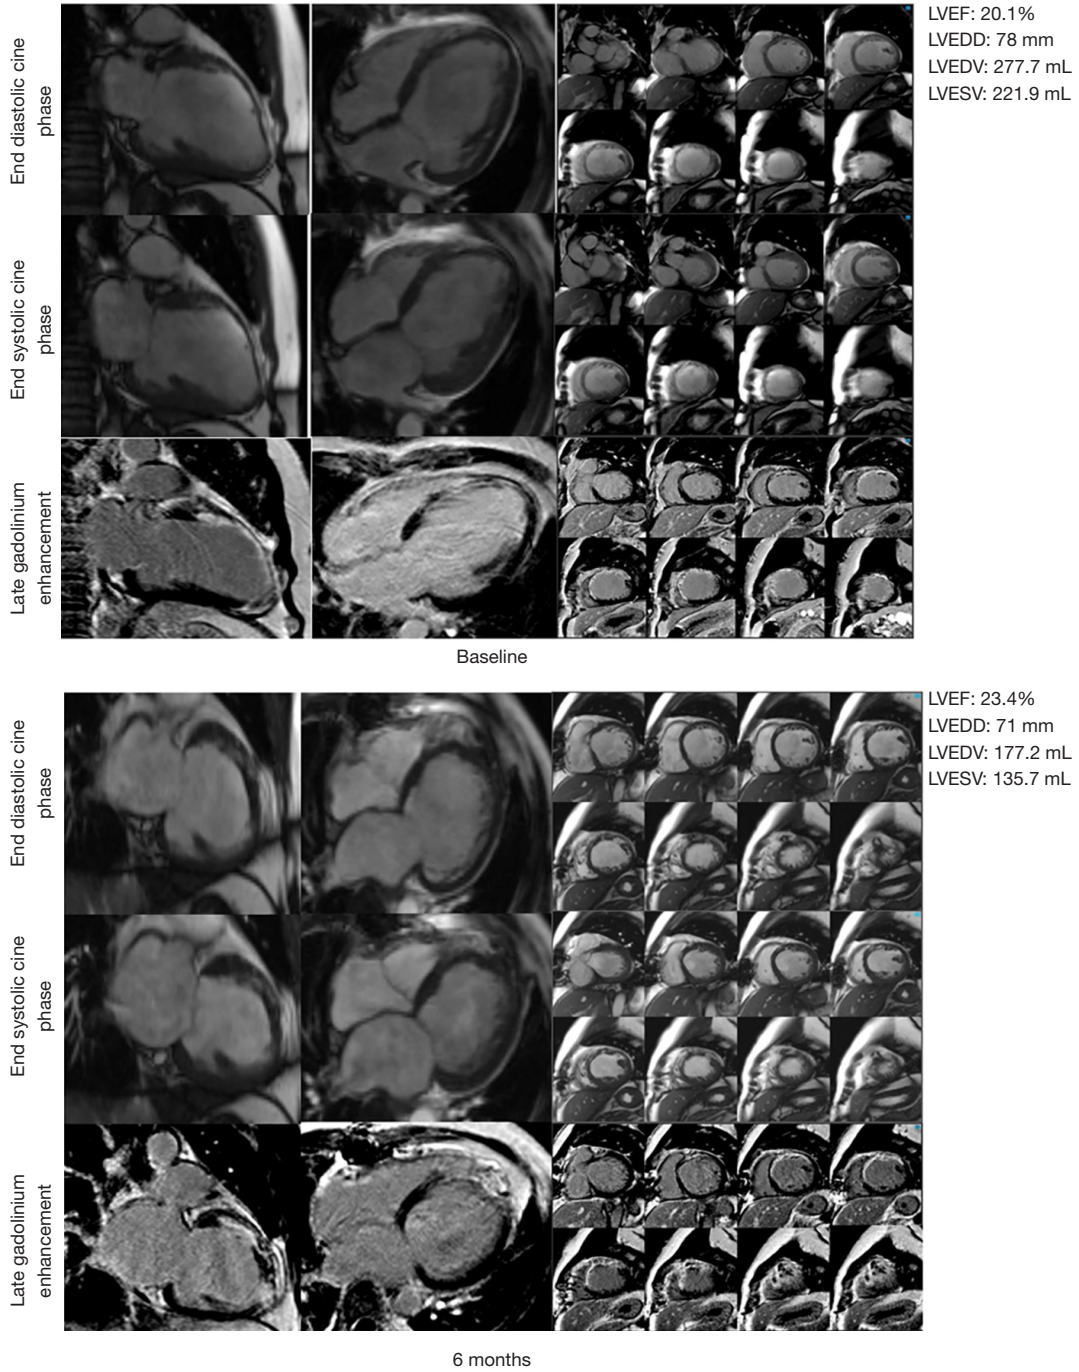 End diastolic cine
phase
LVEF: 20.1%
LVEDD: 78 mm
LVEDV: 277.7 mL
LVESV: 221.9 mL
End systolic cine
phase
Late gadolinium
enhancement
Baseline
End diastolic cine
phase
LVEF: 23.4%
LVEDD: 71 mm
LVEDV: 177.2 mL
LVESV: 135.7 mL
End systolic cine
phase
Late gadolinium
enhancement
6 months